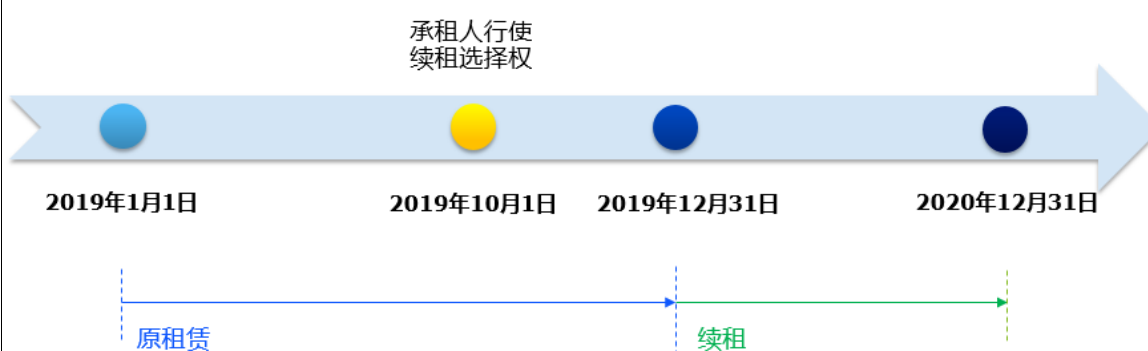 承租人行使
续租选择权
2019年1月1日
2019年10月1日
2019年12月31日
2020年12月31日
原租赁
续租